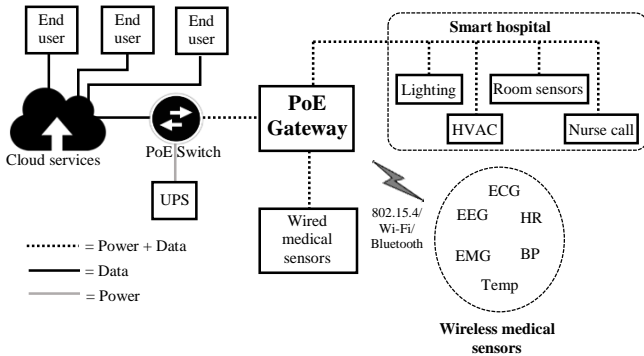 End
user
End
user
End
user
Cloud services
PoE Switch
UPS
PoE
Gateway
Wired
medical
sensors
Smart hospital
Lighting
Room sensors
HVAC
Nurse call
802.15.4/
Wi-Fi/
Bluetooth
ECG
EEG
HR
EMG
BP
Temp
Wireless medical
sensors
= Power + Data
= Data
= Power